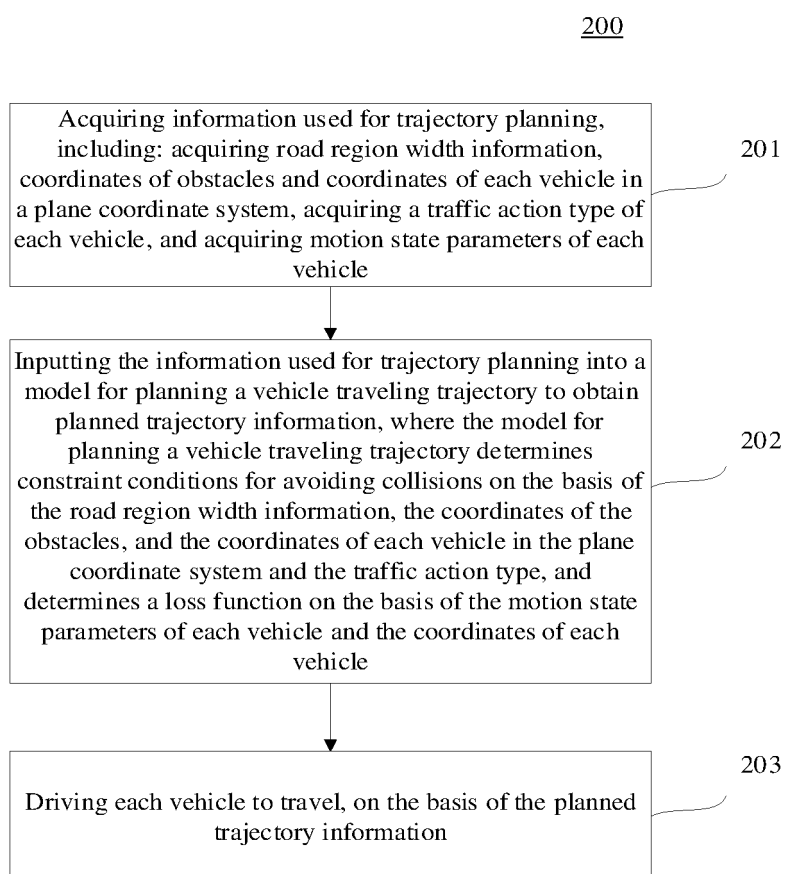 200
Acquiring information used for trajectory planning,
including: acquiring road region width information,
coordinates of obstacles and coordinates of each vehicle in
a plane coordinate system, acquiring a traffic action type of
each vehicle, and acquiring motion state parameters of each
vehicle
201
Inputting the information used for trajectory planning into a
model for planning a vehicle traveling trajectory to obtain
planned trajectory information, where the model for
planning a vehicle traveling trajectory determines
constraint conditions for avoiding collisions on the basis of
the road region width information, the coordinates of the
obstacles, and the coordinates of each vehicle in the plane
coordinate system and the traffic action type, and
determines a loss function on the basis of the motion state
parameters of each vehicle and the coordinates of each
vehicle
202
Driving each vehicle to travel, on the basis of the planned
trajectory information
203